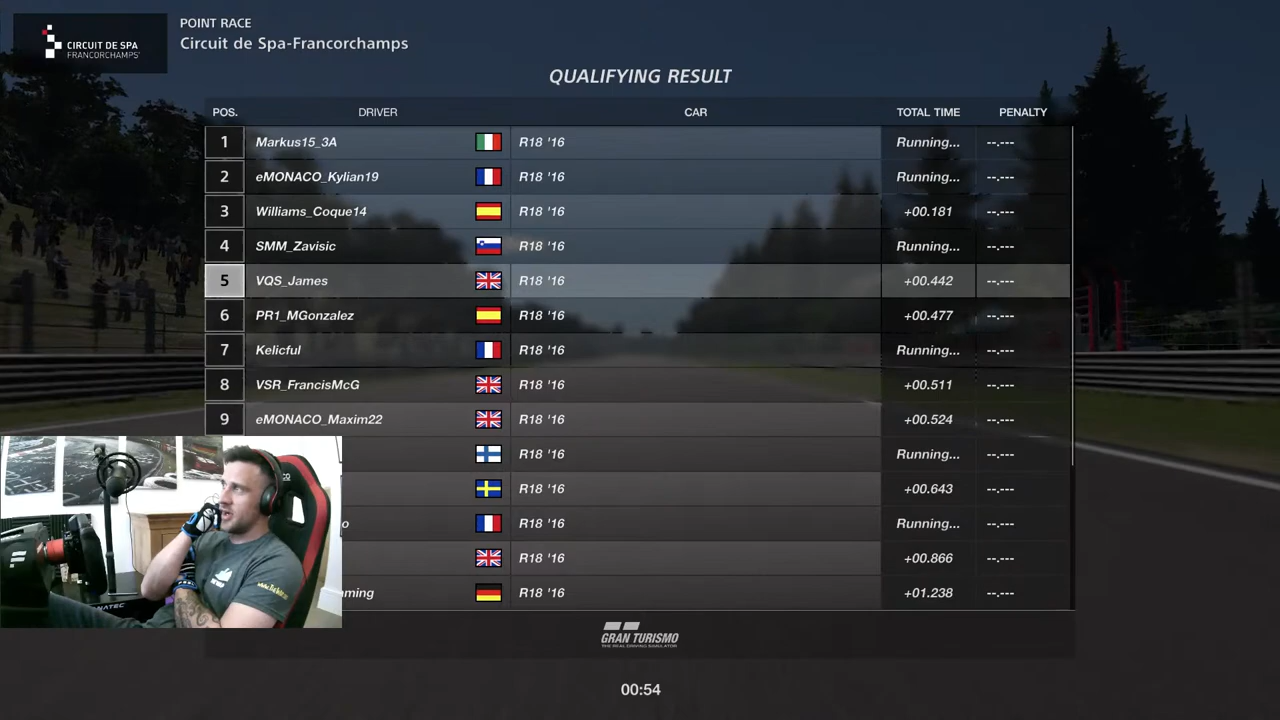 POINT RACE
Circuit de Spa-Francorchamps
CIRCUIT DE SPA
FRANCORCHAMPS
QUALIFYING RESULT
POS. DRIVER CAR TOTAL TIME PENALTY
1 Markus15_3A R18 '16 Running... --.---
2 eMONACO_Kylian19 R18 '16 Running... --.---
3 Williams_Coque14 R18 '16 +00.181 --.---
4 SMM_Zavisic R18 '16 Running... --.---
5 VQS_James R18 '16 +00.442 --.---
6 PR1_MGonzalez R18 '16 +00.477 --.---
7 Kelicful R18 '16 Running... --.---
8 VSR_FrancisMcG R18 '16 +00.511 --.---
9 eMONACO_Maxim22 R18 '16 +00.524 --.---
R18 '16 Running... --.---
R18 '16 +00.643 --.---
o R18 '16 Running... --.---
R18 '16 +00.866 --.---
ming R18 '16 +01.238 --.---
GRAN TURISMO
THE REAL DRIVING SIMULATOR
00:54